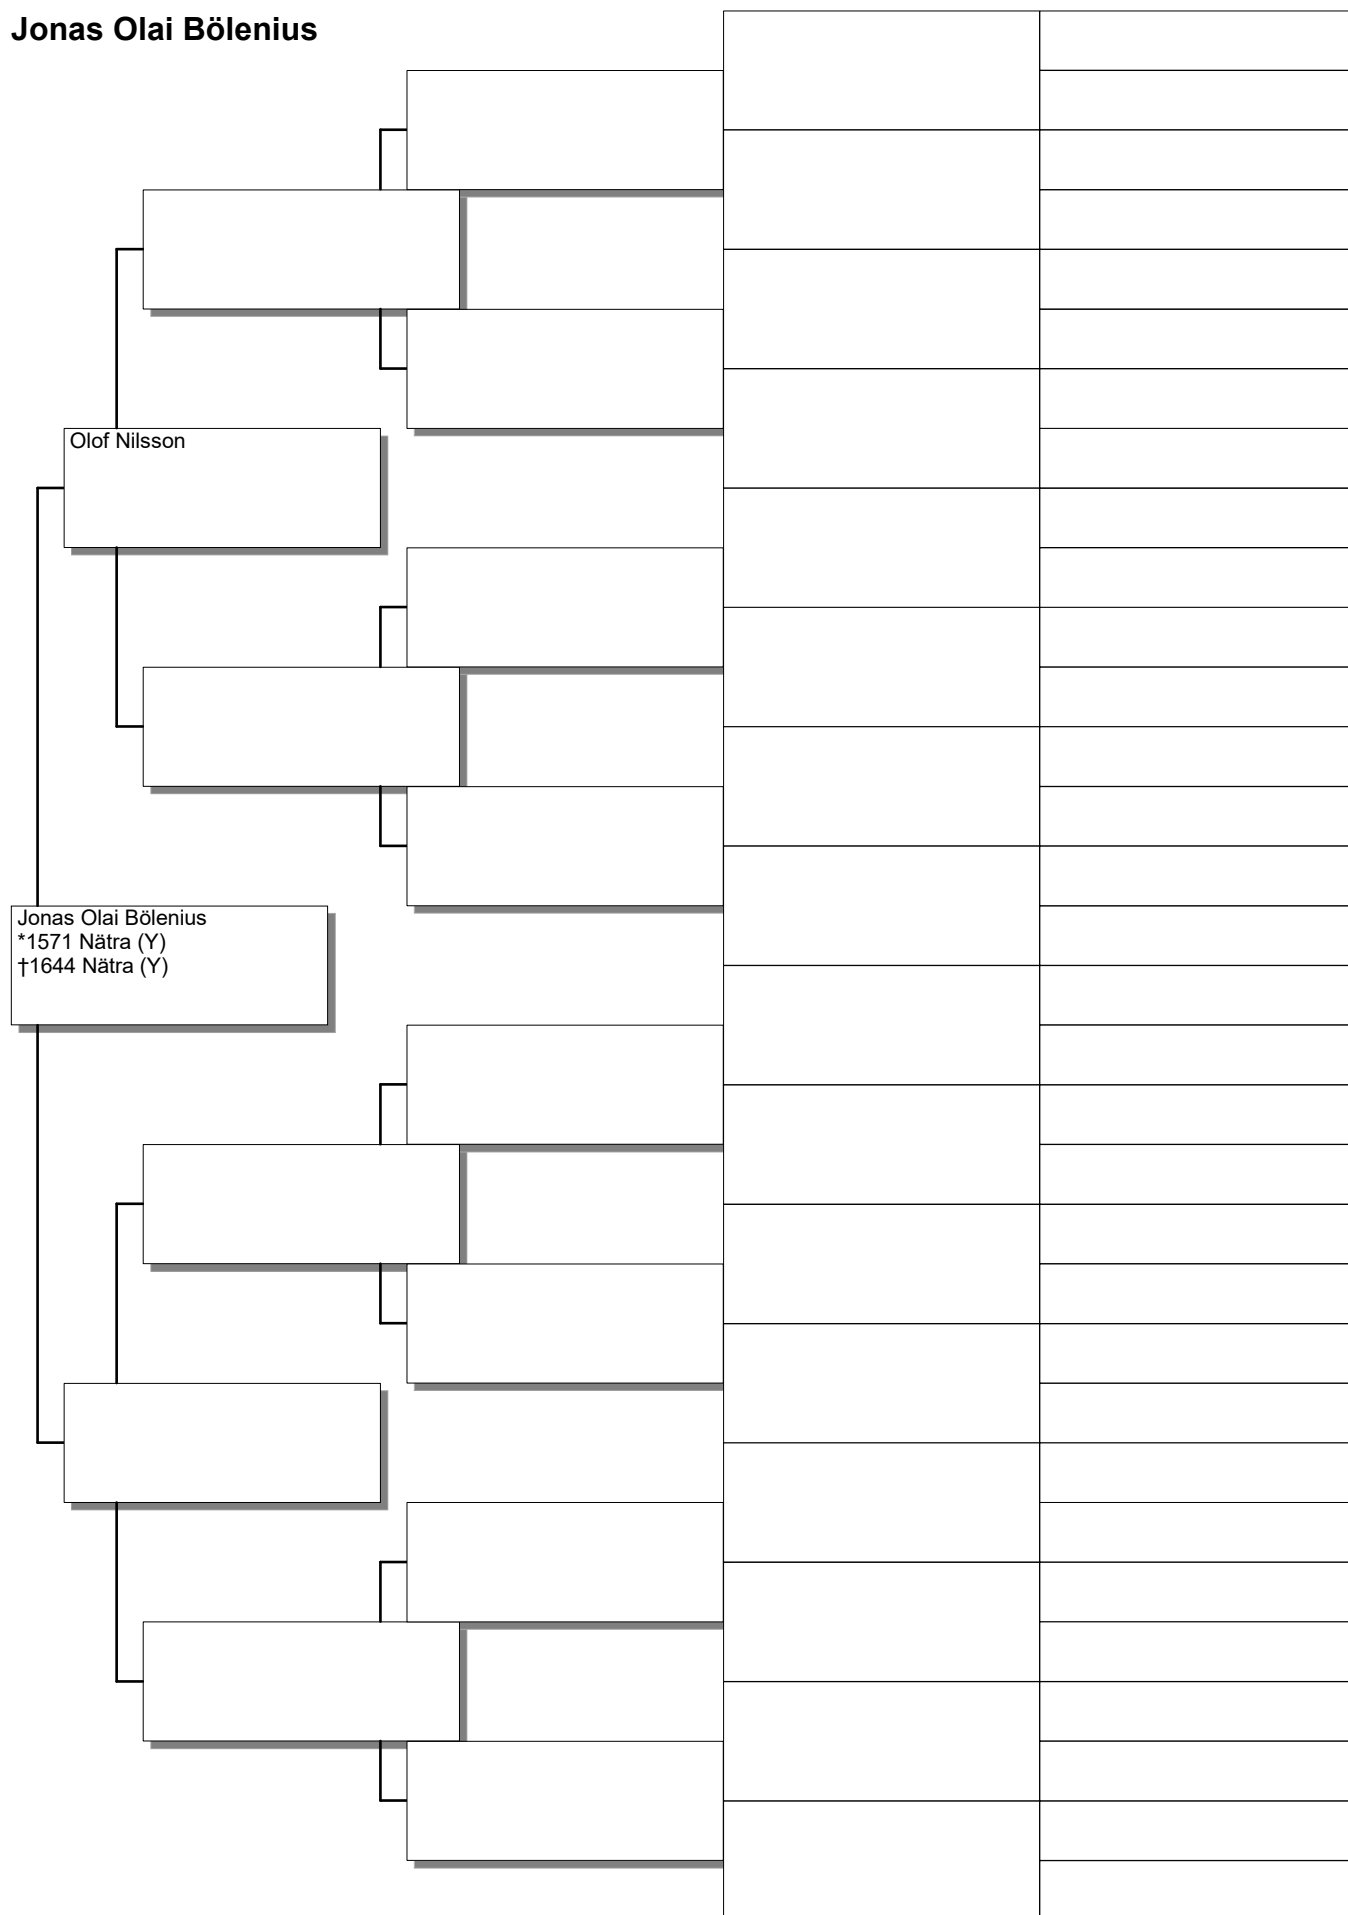 Jonas Olai Bölenius
Olof Nilsson
Jonas Olai Bölenius
*1571 Nätra (Y)
†1644 Nätra (Y)